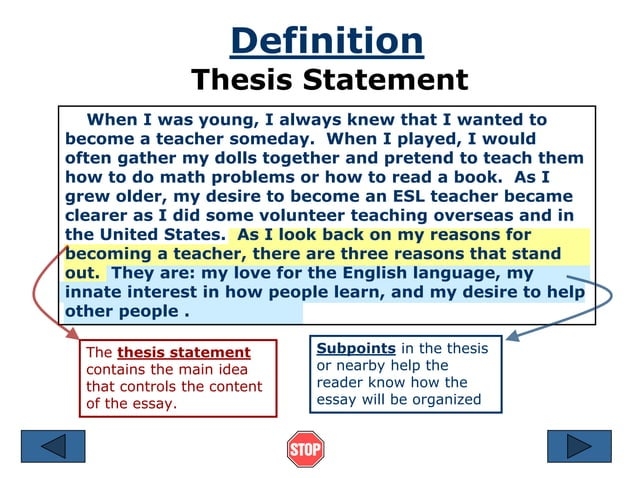 Definition
Thesis Statement
When I was young, I always knew that I wanted to
become a teacher someday.  When I played, I would
often gather my dolls together and pretend to teach them
how to do math problems or read a book.  As I
grew older, my desire to become an ESL teacher became
clearer as I did some volunteer teaching overseas and in
the United States.  As I look back on my reasons for
becoming a teacher, there are three reasons that stand
out.  They are: my love for the English language, my
innate interest in how people learn, and my desire to help
other people .
The thesis statement
contains the main idea
that controls the content
of the essay.
Subpoints in the thesis
or nearby help the
reader know how the
essay will be organized
STOP